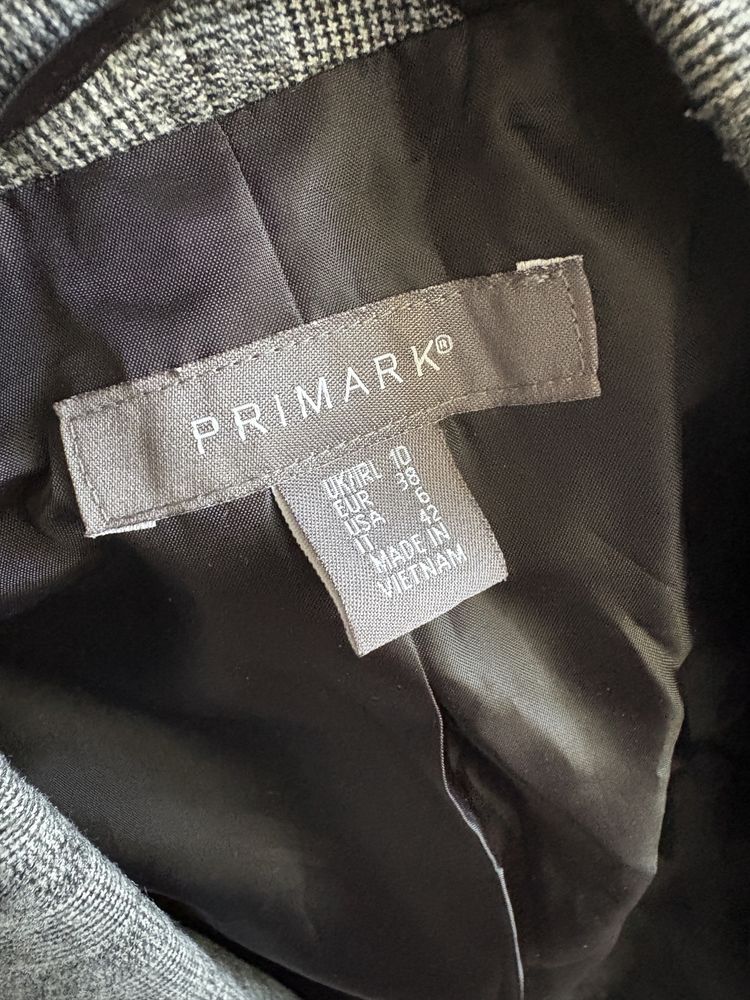 PRIMARK®
UK/IRL 10
EUR 38
USA 6
IT 42
MADE IN
VIETNAM